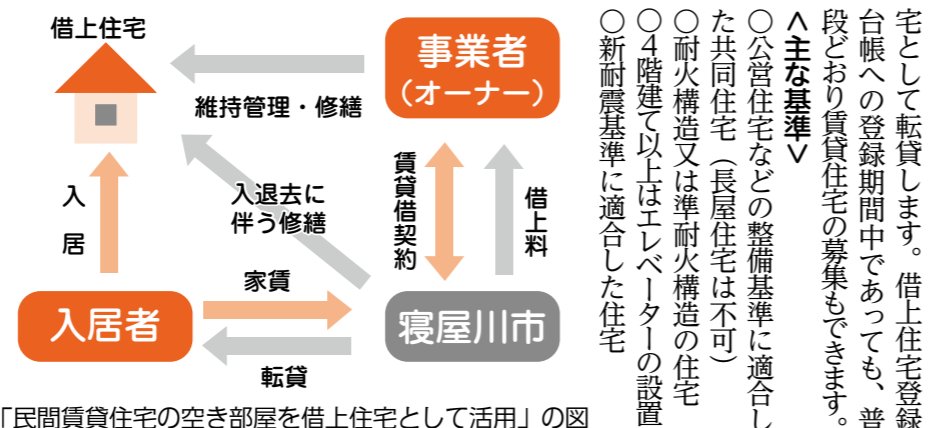 借上住宅
事業者
（オーナー）
維持管理・修繕
入退去に
伴う修繕
賃貸借契約
借上料
入居
家賃
入居者
寝屋川市
転貸
「民間賃貸住宅の空き部屋を借上住宅として活用」の図
宅として転貸します。借上住宅登録
台帳への登録期間中であっても、普
段どおり賃貸住宅の募集もできます。
＜主な基準＞
○公営住宅などの整備基準に適合し
た共同住宅（長屋住宅は不可）
○耐火構造又は準耐火構造の住宅
○４階建て以上はエレベーターの設置
○新耐震基準に適合した住宅